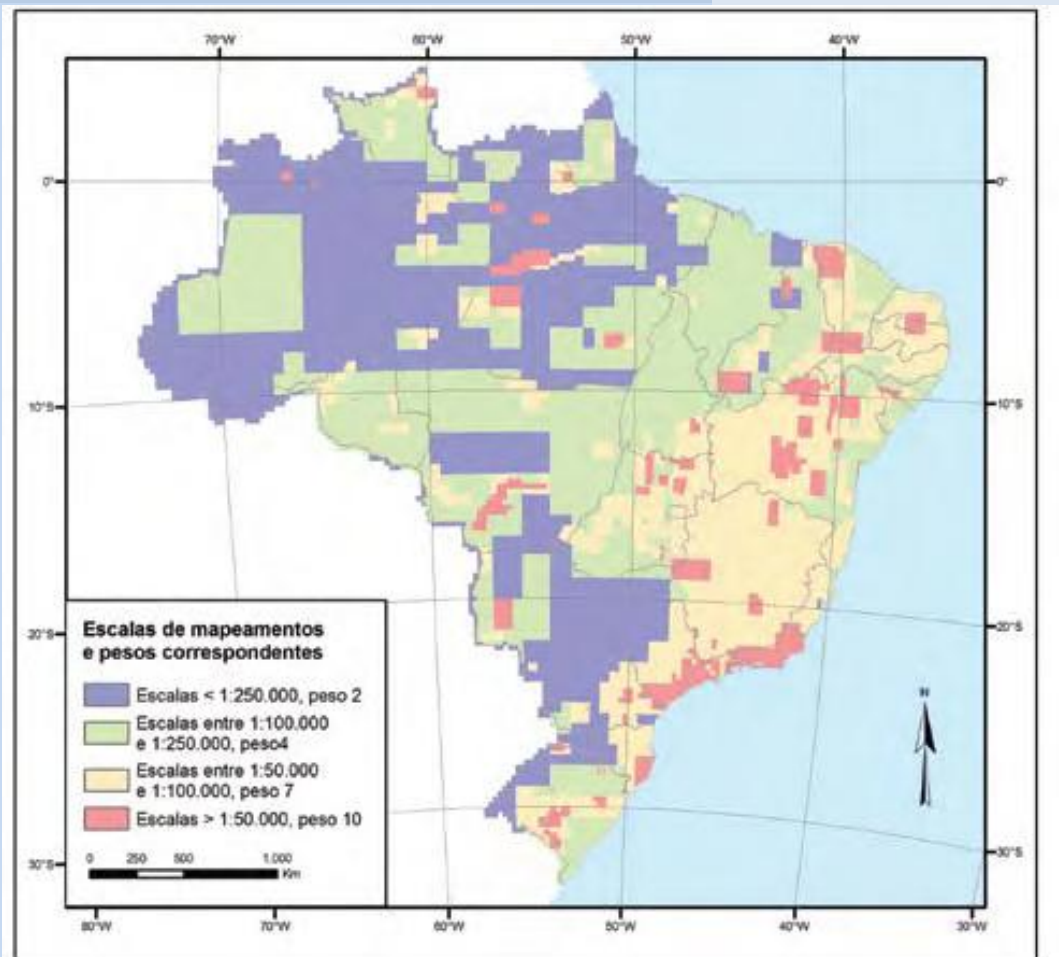 70°W 60°W 50°W 40°W
0° 0°
10°S 10°S
20°S 20°S
30°S 30°S
Escalas de mapeamentos
e pesos correspondentes
Escalas < 1:250.000, peso 2
Escalas entre 1:100.000
e 1:250.000, peso4
Escalas entre 1:50.000
e 1:100.000, peso 7
Escalas > 1:50.000, peso 10
0 250 500 1.000
Km
N
80°W 70°W 60°W 50°W 40°W 30°W